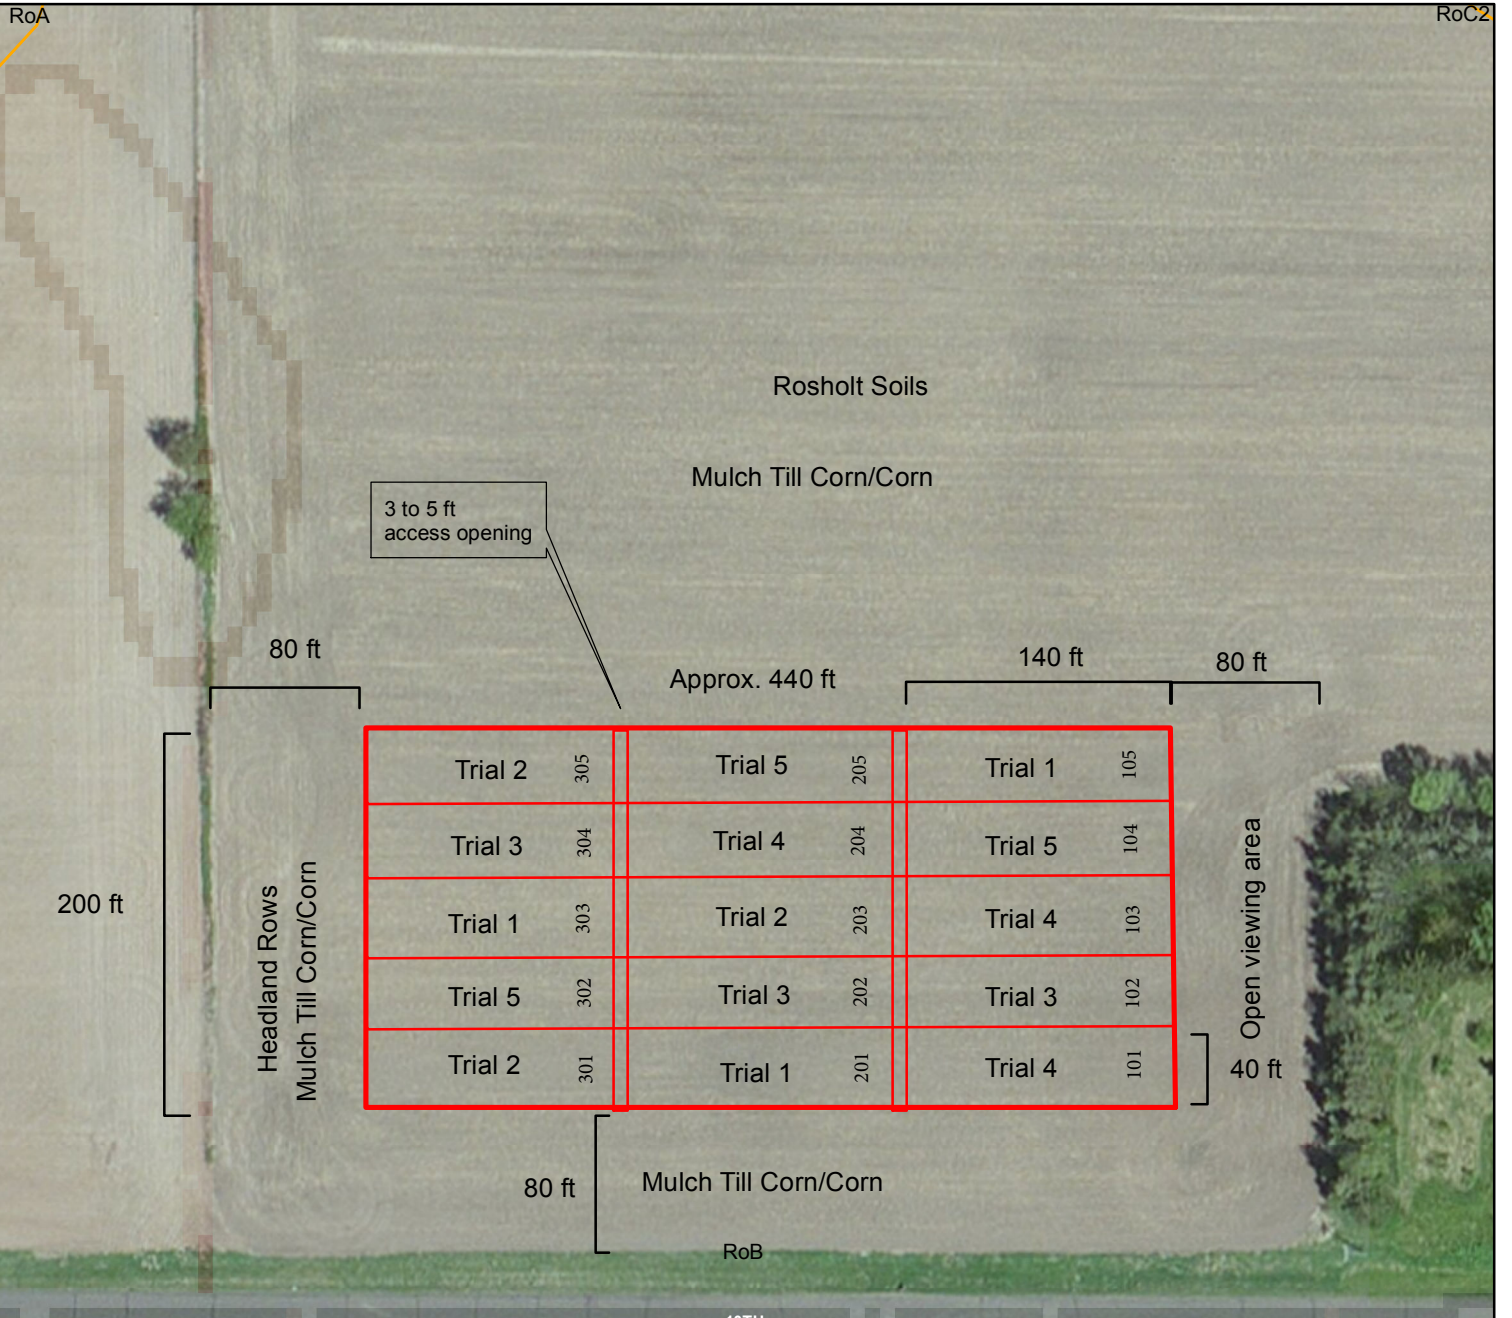 RoA
RoC2
Rosholt Soils
Mulch Till Corn/Corn
3 to 5 ft
access opening
80 ft
Approx. 440 ft
140 ft
80 ft
Trial 2 305
Trial 5 205
Trial 1 105
Trial 3 304
Trial 4 204
Trial 5 104
Trial 1 303
Trial 2 203
Trial 4 103
Trial 5 302
Trial 3 202
Trial 3 102
Trial 2 301
Trial 1 201
Trial 4 101
200 ft
Headland Rows
Mulch Till Corn/Corn
Open viewing area
40 ft
80 ft
Mulch Till Corn/Corn
RoB